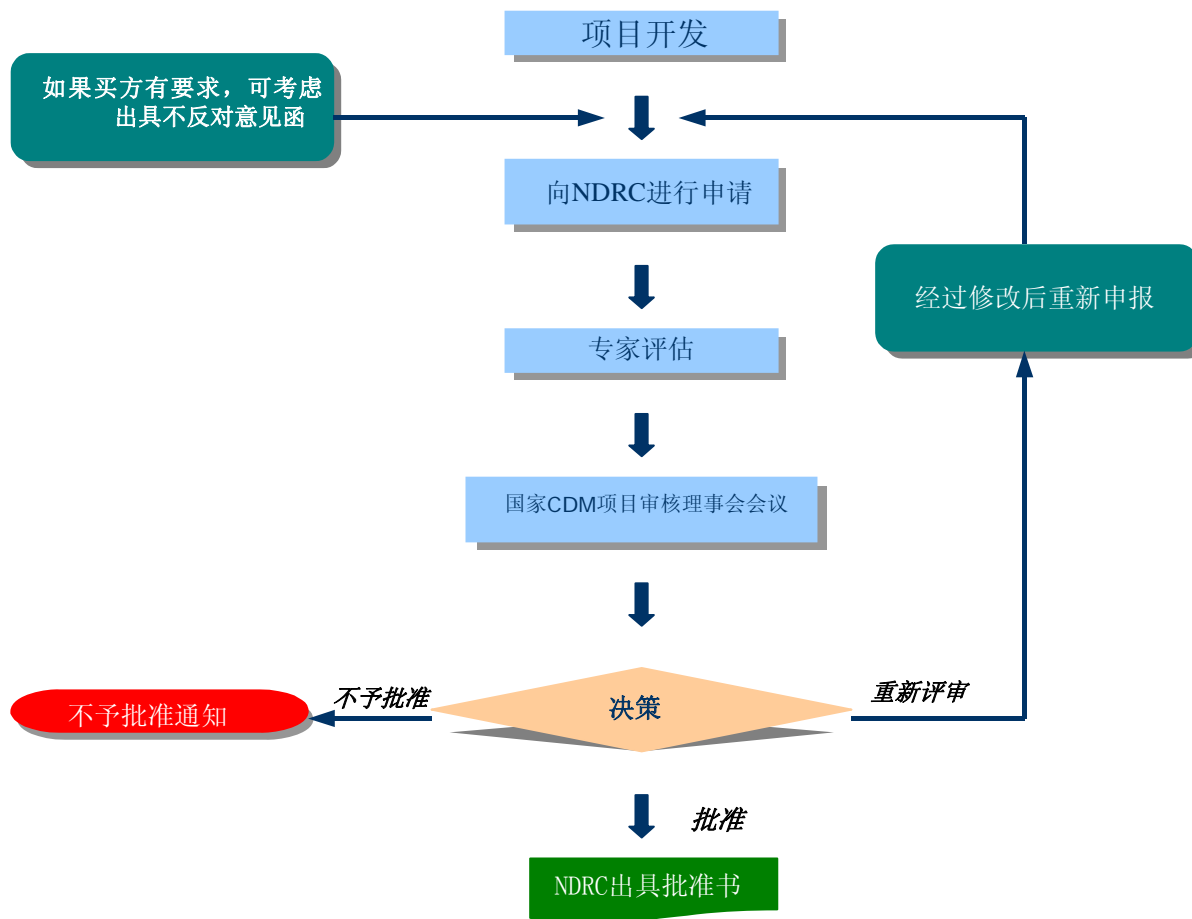 项目开发
如果买方有要求，可考虑
出具不反对意见函
向NDRC进行申请
经过修改后重新申报
专家评估
国家CDM项目审核理事会会议
不予批准通知
不予批准
决策
重新评审
批准
NDRC出具批准书